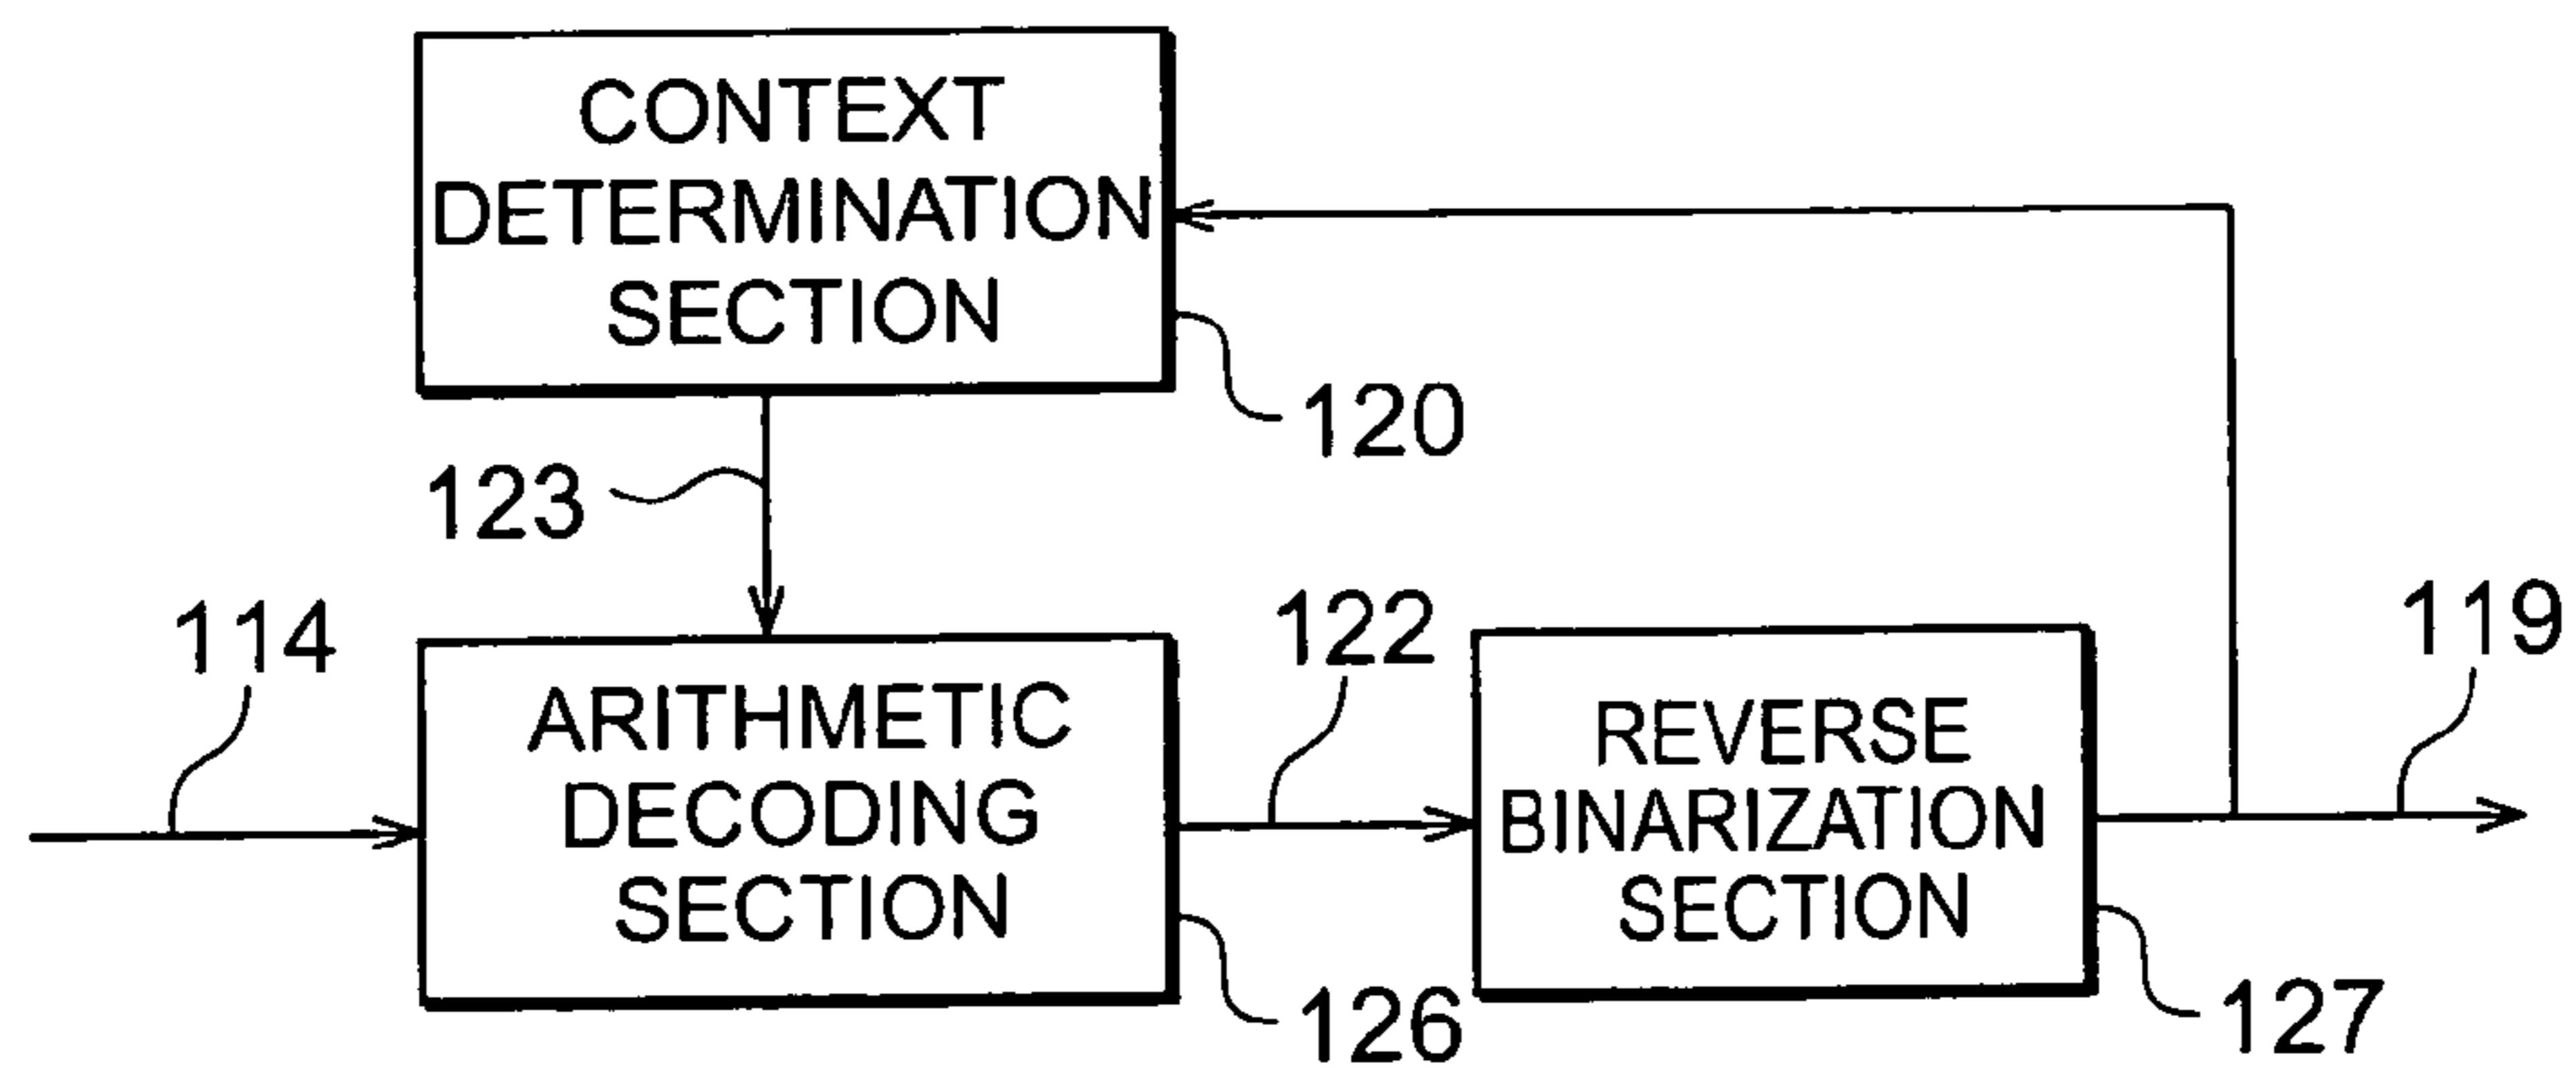 CONTEXT
DETERMINATION
SECTION
120
123
114
122
119
ARITHMETIC
DECODING
SECTION
REVERSE
BINARIZATION
SECTION
126
127